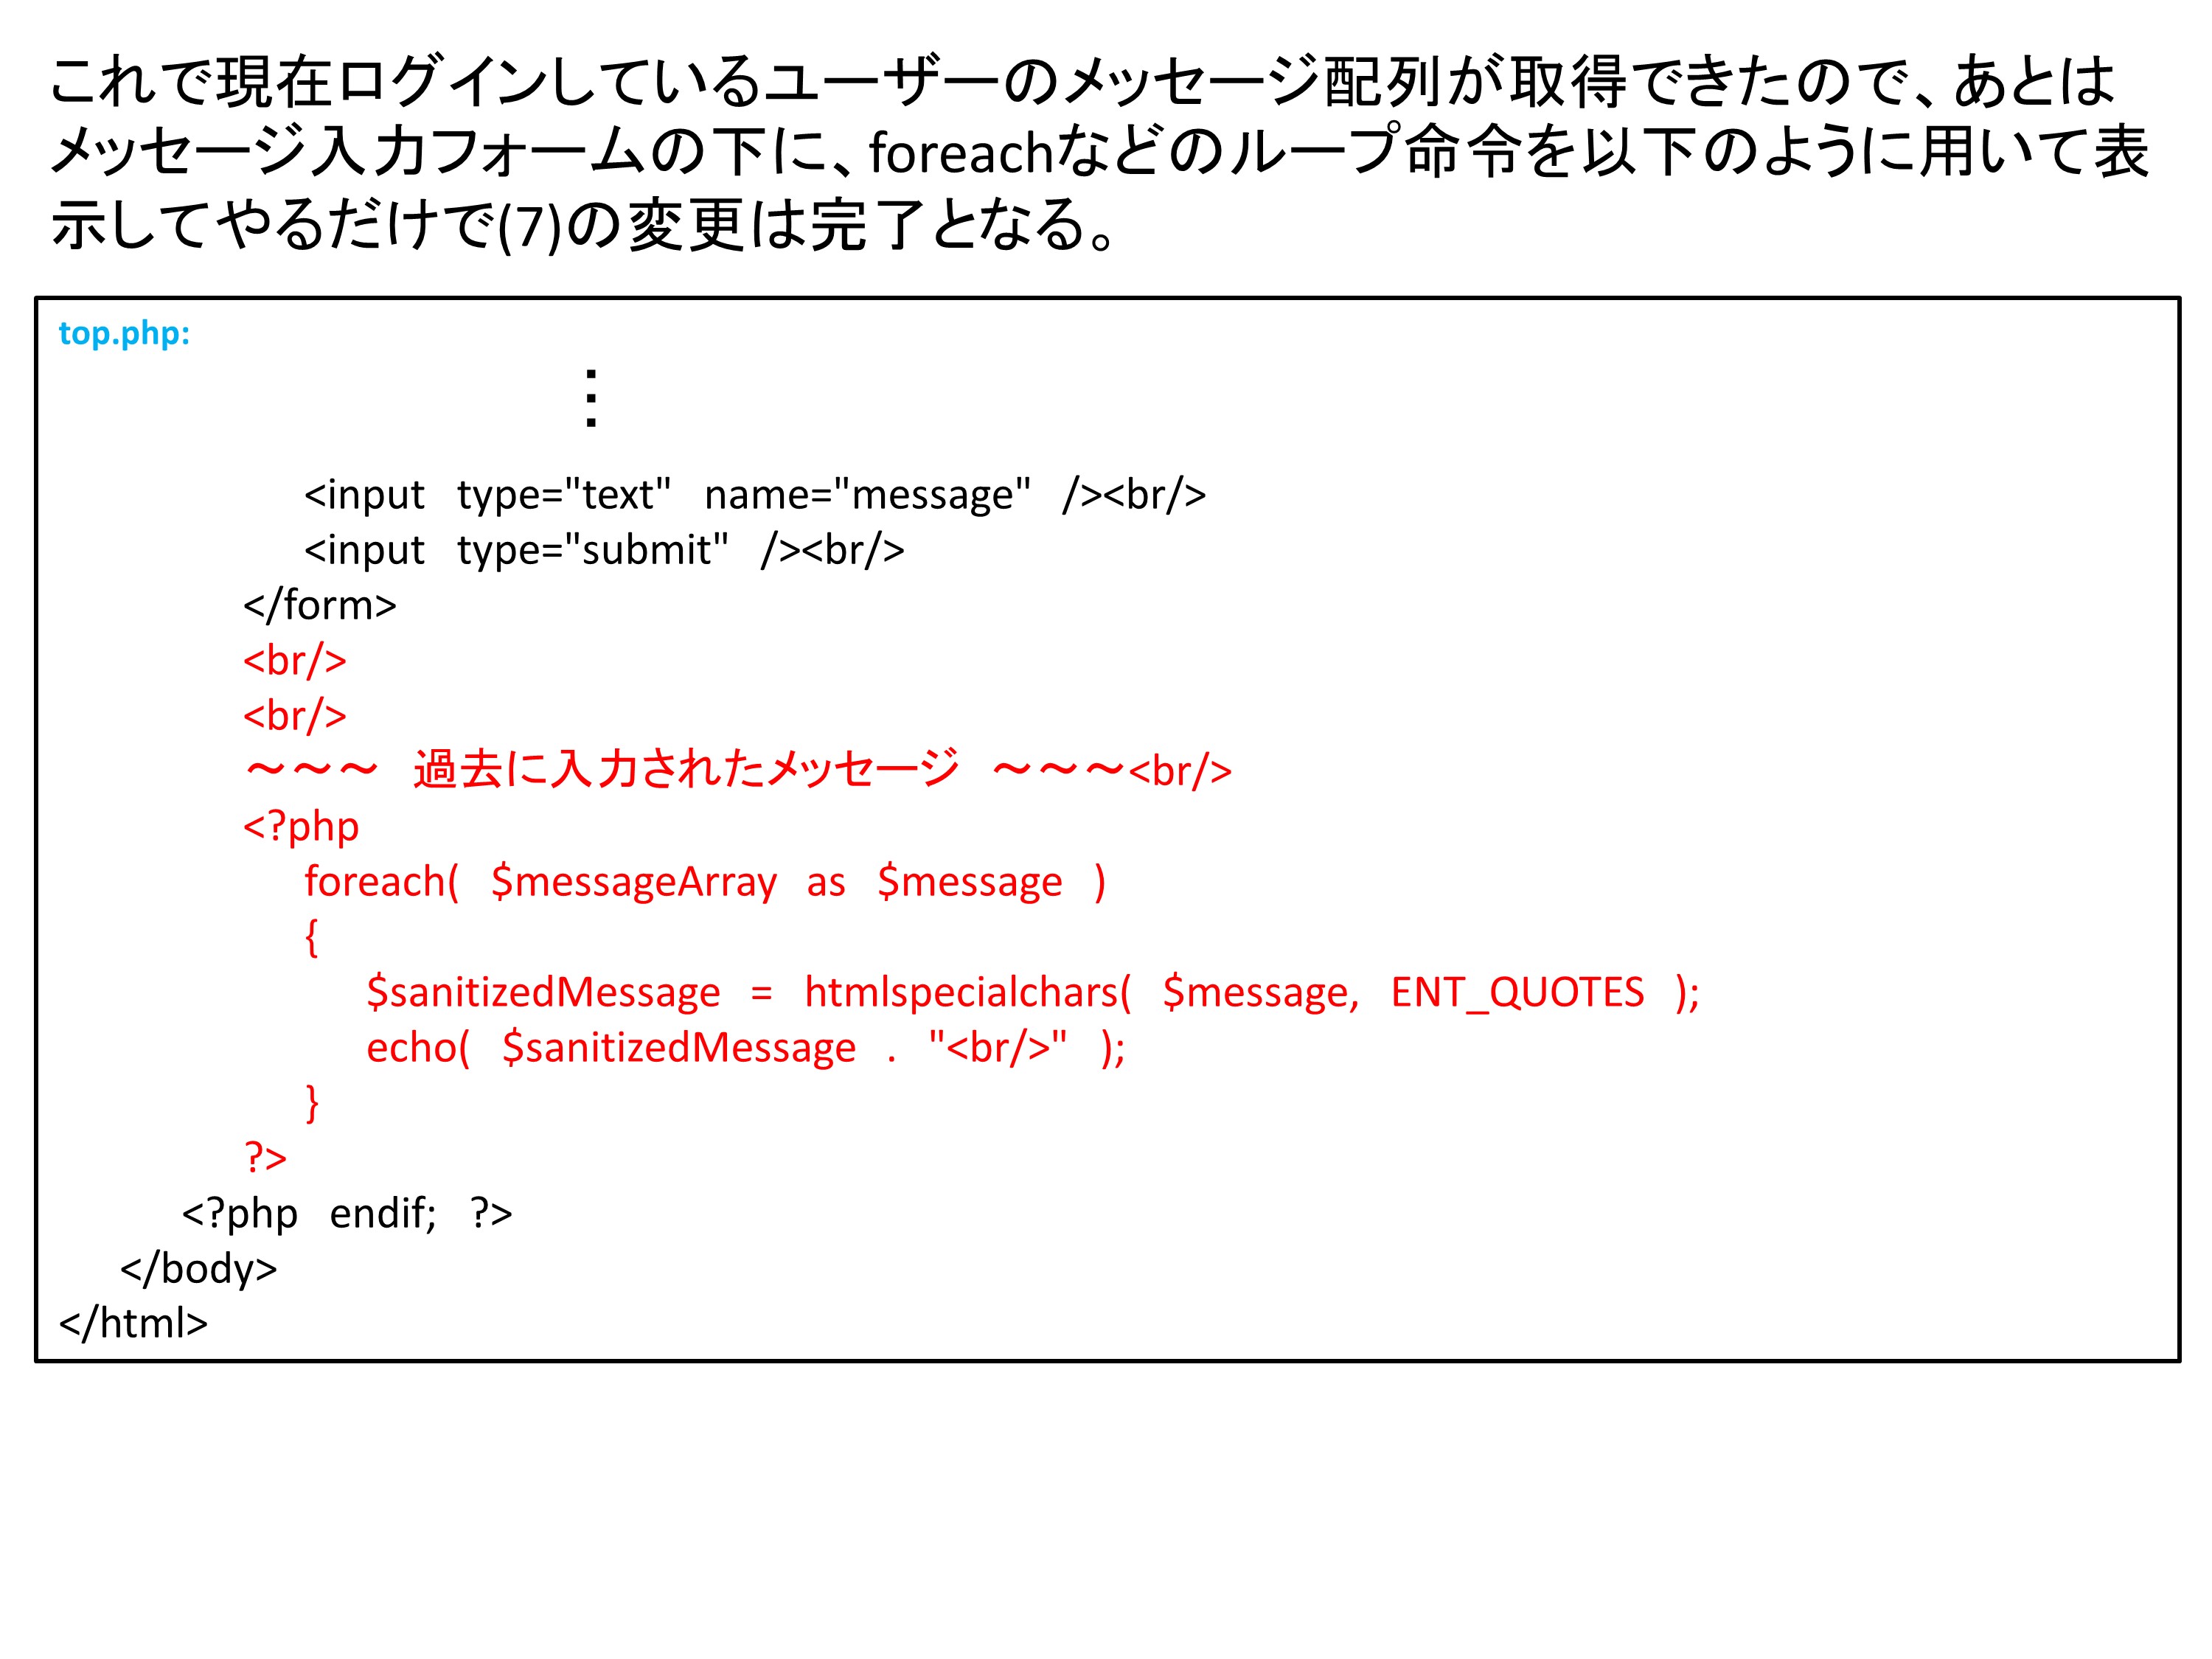 これで現在ログインしているユーザーのメッセージ配列が取得できたので、あとは
メッセージ入力フォームの下に、foreachなどのループ命令を以下のように用いて表
示してやるだけで(7)の変更は完了となる。
top.php:
⋮
<input type="text" name="message" /><br/>
<input type="submit" /><br/>
</form>
<br/>
<br/>
～～～ 過去に入力されたメッセージ ～～～<br/>
<?php
foreach( $messageArray as $message )
{
$sanitizedMessage = htmlspecialchars( $message, ENT_QUOTES );
echo( $sanitizedMessage . "<br/>" );
}
?>
<?php endif; ?>
</body>
</html>